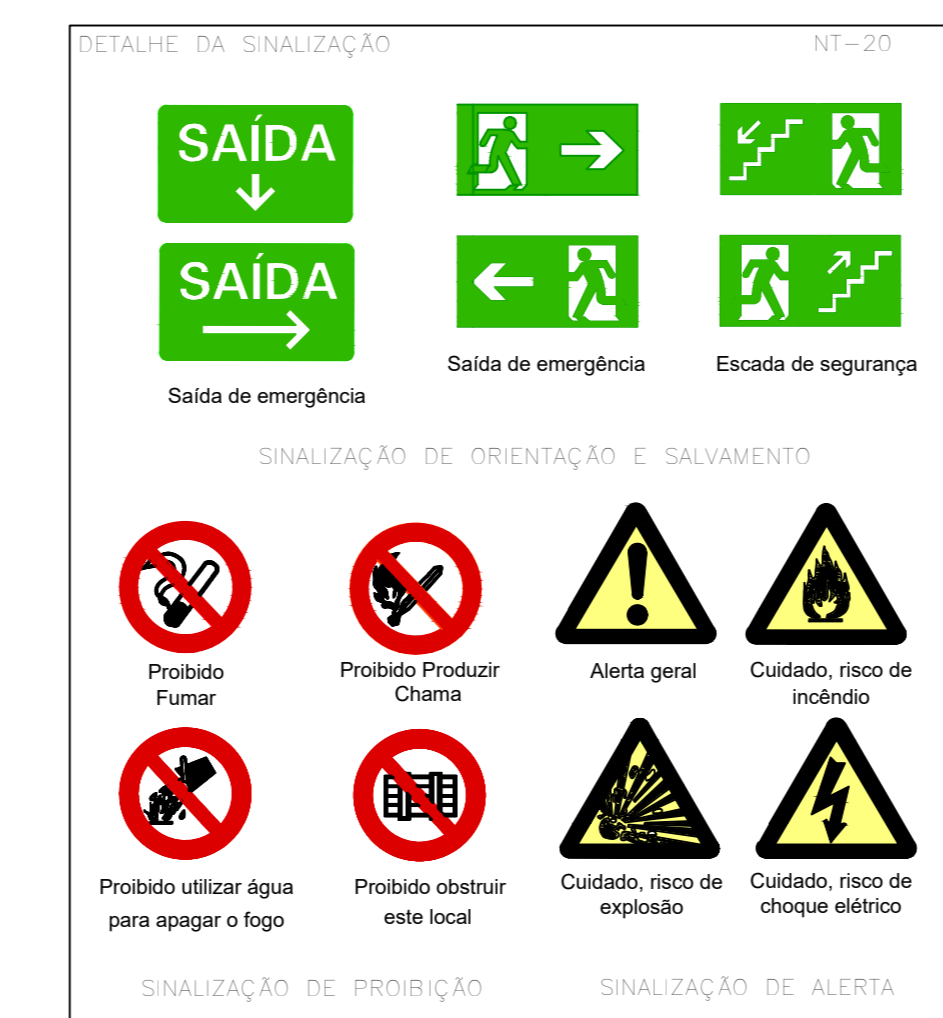 DETALHE DA SINALIZAÇÃO NT-20
SAÍDA
SAÍDA
Saída de emergência
Saída de emergência
Escada de segurança
SINALIZAÇÃO DE ORIENTAÇÃO E SALVAMENTO
Proibido
Fumar
Proibido Produzir
Chama
Alerta geral
Cuidado, risco de
incêndio
Proibido utilizar água
para apagar o fogo
Proibido obstruir
este local
Cuidado, risco de
explosão
Cuidado, risco de
choque elétrico
SINALIZAÇÃO DE PROIBIÇÃO
SINALIZAÇÃO DE ALERTA